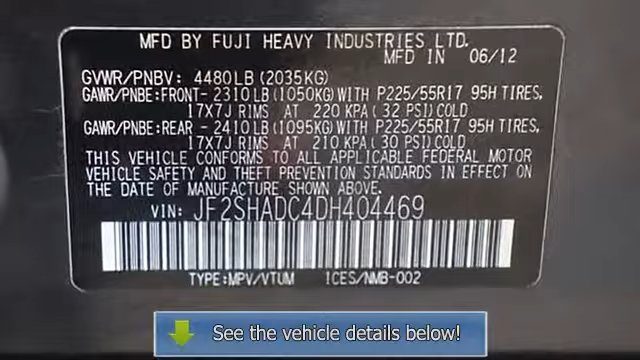 MFD BY FUJI HEAVY INDUSTRIES LTD.
MFD IN 06/12
GVWR/PNBV: 4480LB (2035KG)
GAWR/PNBE:FRONT- 2310LB (1050KG)WITH P225/55R17 95H TIRES,
17X7J RIMS AT 220 KPA (32 PSI)COLD
GAWR/PNBE:REAR - 2410LB (1095KG)WITH P225/55R17 95H TIRES,
17X7J RIMS AT 210 KPA (30 PSI)COLD
THIS VEHICLE CONFORMS TO ALL APPLICABLE FEDERAL MOTOR
VEHICLE SAFETY AND THEFT PREVENTION STANDARDS IN EFFECT ON
THE DATE OF MANUFACTURE SHOWN ABOVE.
VIN: JF2SHADC4DH404469
TYPE:MPV/VTUM ICES/NMB-002
See the vehicle details below!